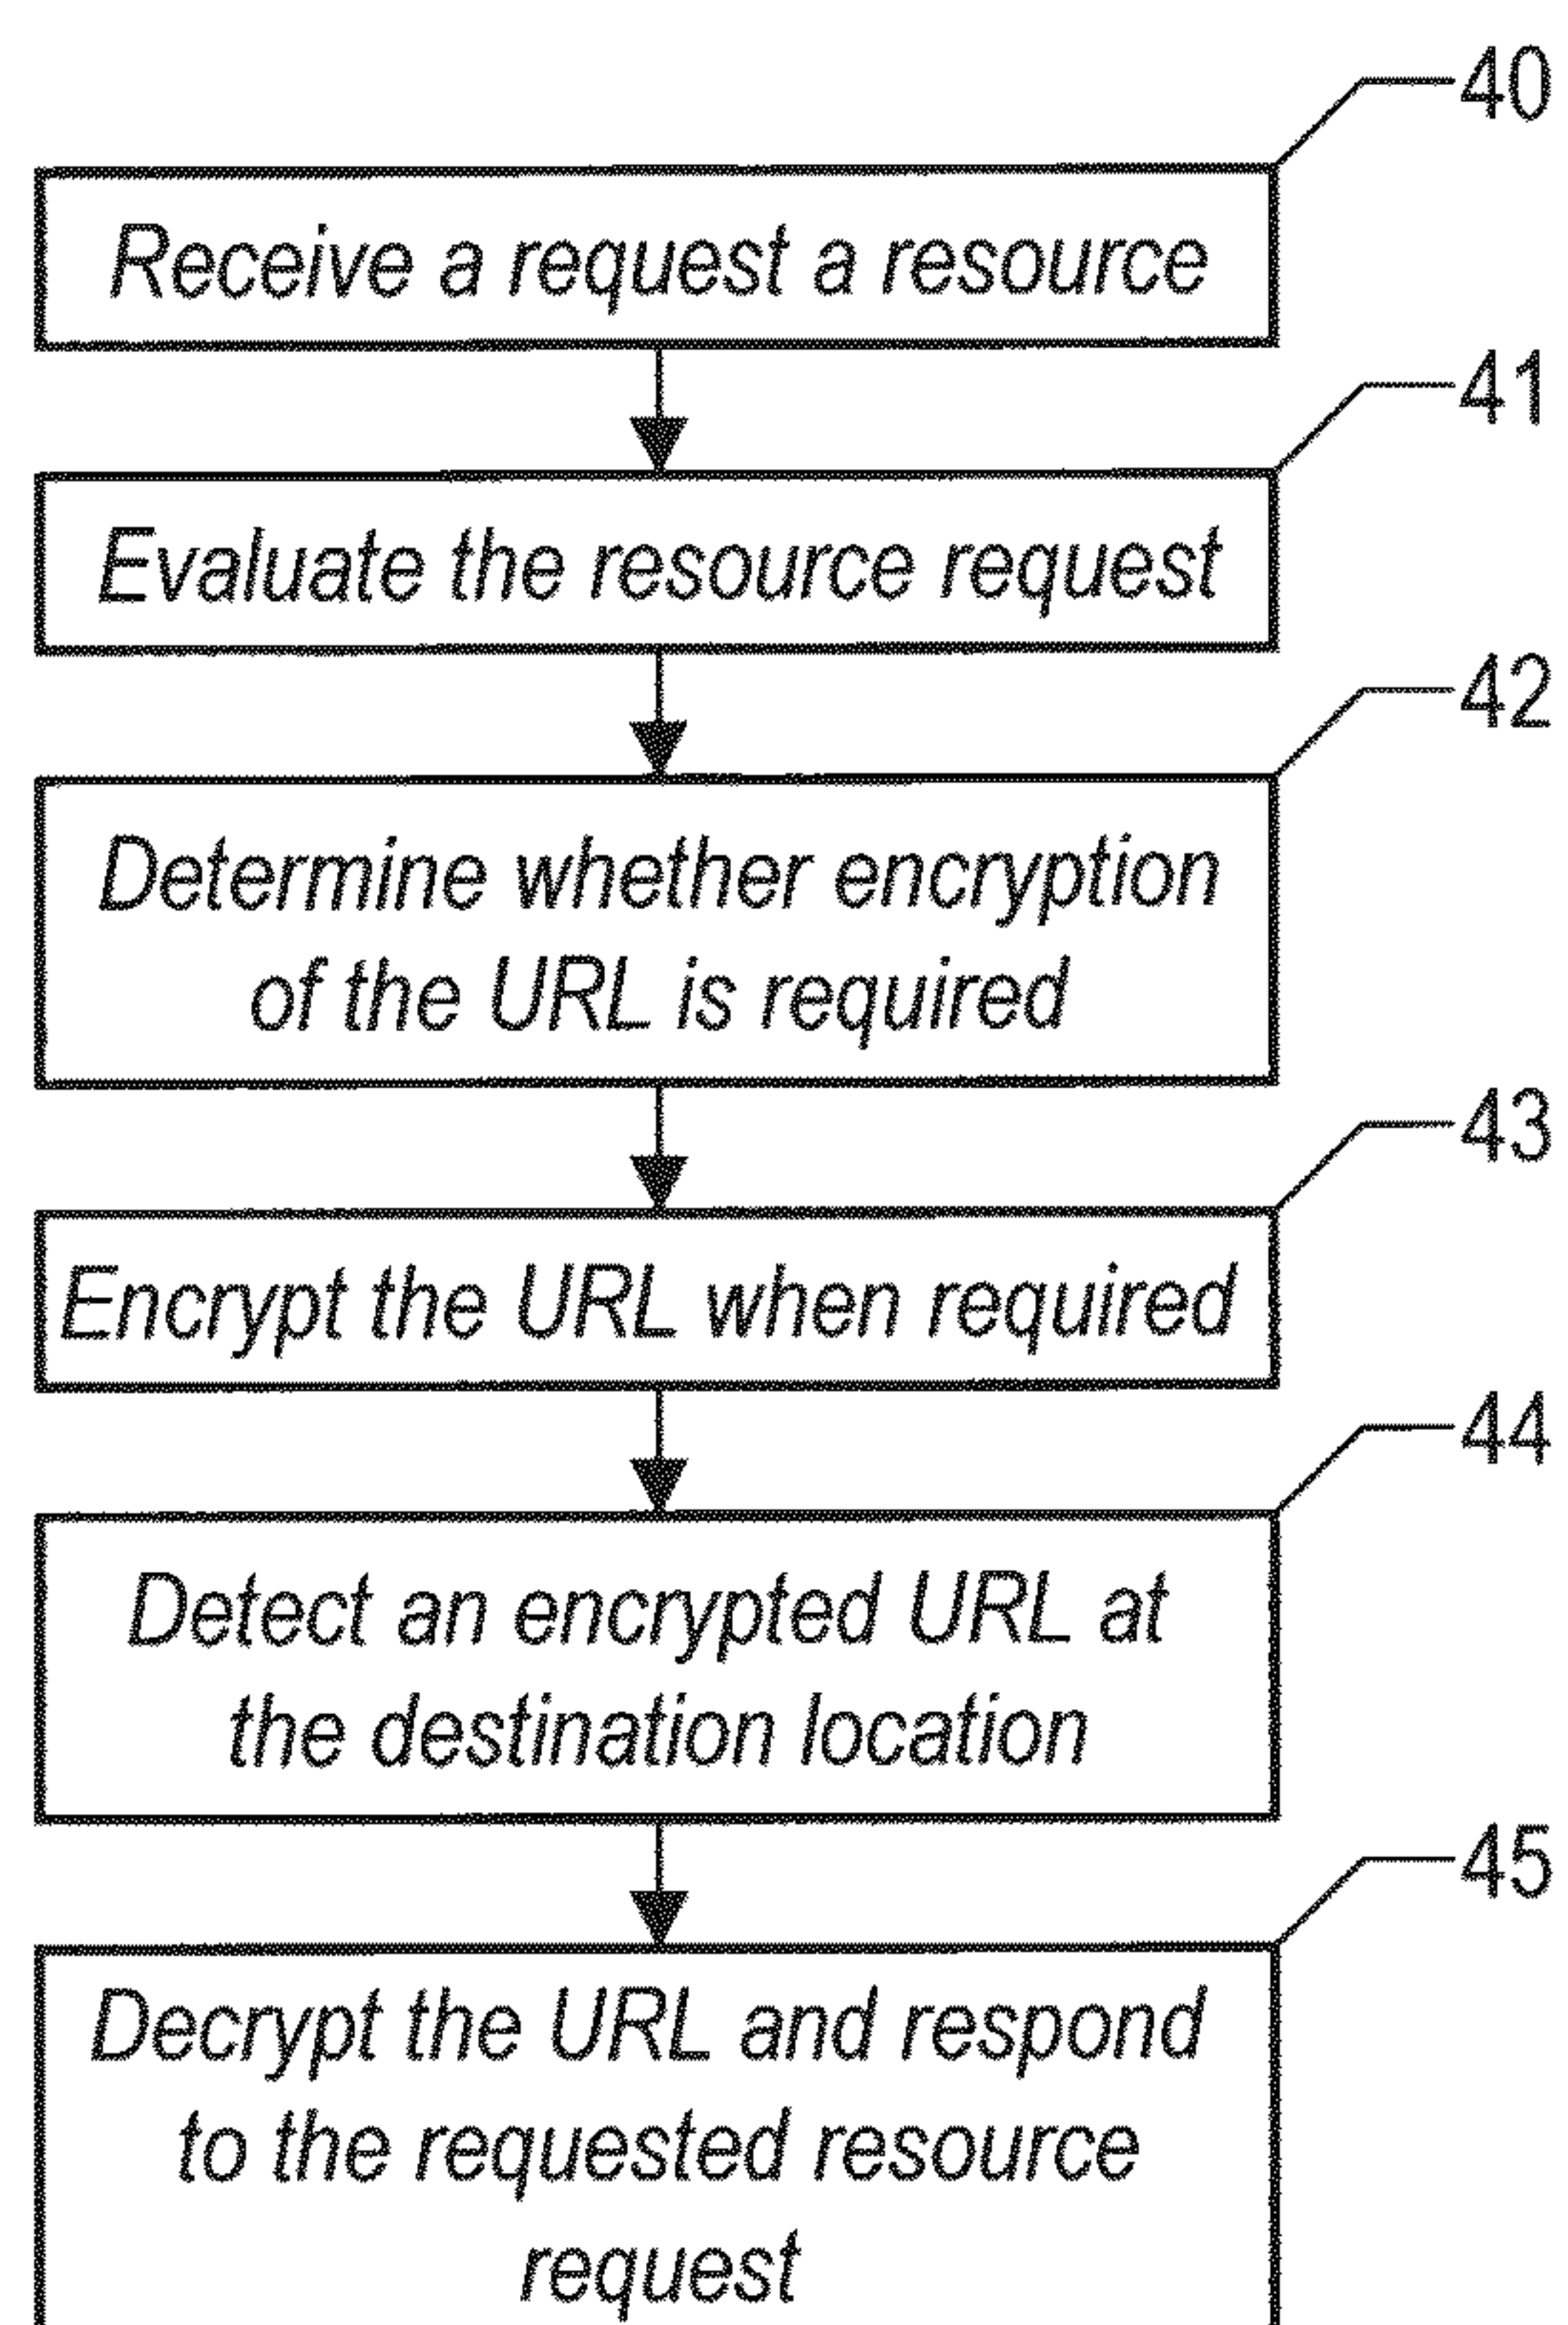 40
Receive a request a resource
41
Evaluate the resource request
42
Determine whether encryption
of the URL is required
43
Encrypt the URL when required
44
Detect an encrypted URL at
the destination location
45
Decrypt the URL and respond
to the requested resource
request